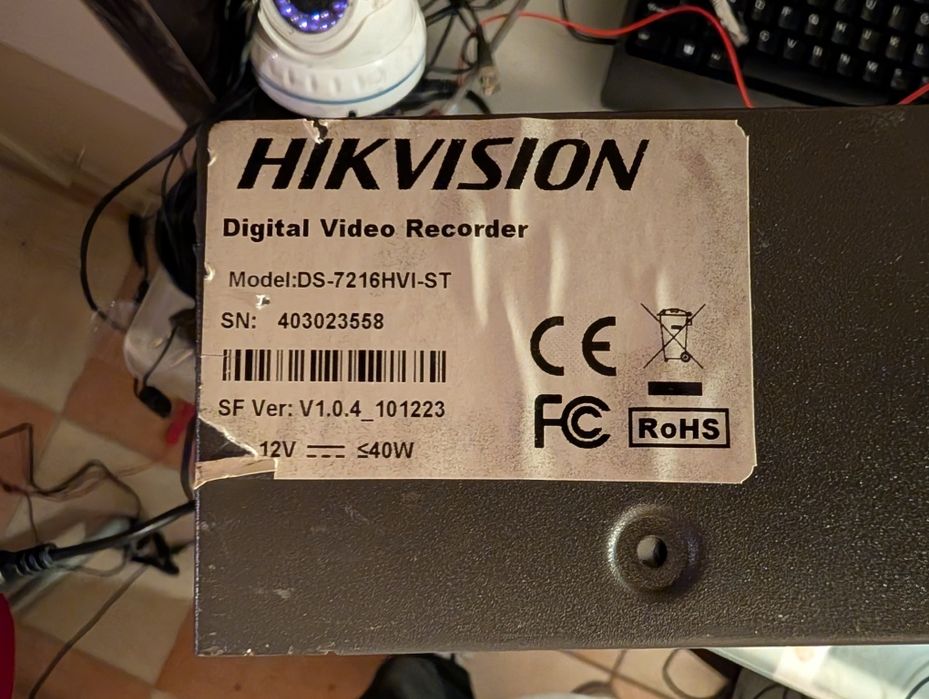 HIKVISION
Digital Video Recorder
Model:DS-7216HVI-ST
SN: 403023558
SF Ver: V1.0.4_101223
12V ⎓ ≤40W
CE
FC
RoHS